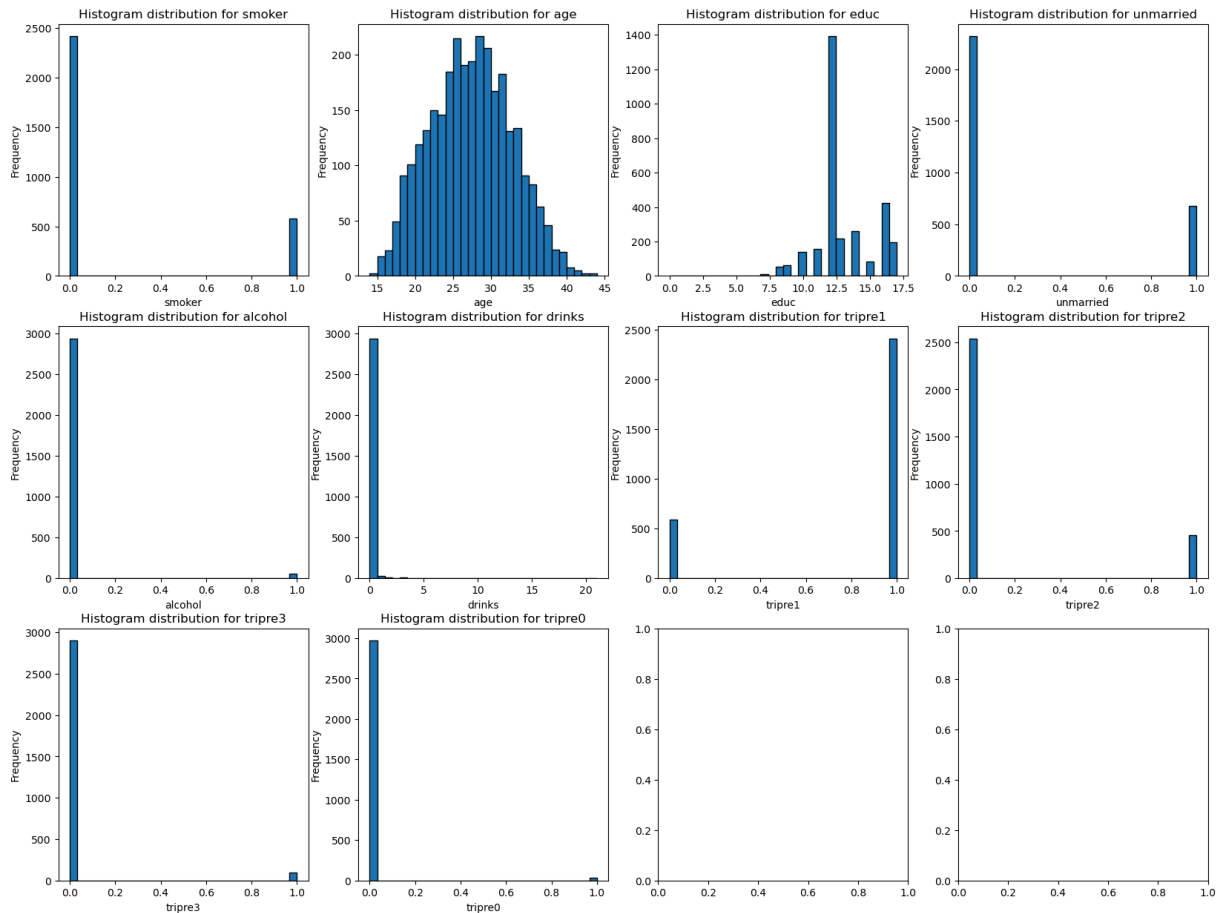 Histogram distribution for smoker
Frequency
2500
2000
1500
1000
500
0
0.0 0.2 0.4 0.6 0.8 1.0
smoker
Histogram distribution for age
Frequency
200
150
100
50
0
15 20 25 30 35 40 45
age
Histogram distribution for educ
Frequency
1400
1200
1000
800
600
400
200
0
0.0 2.5 5.0 7.5 10.0 12.5 15.0 17.5
educ
Histogram distribution for unmarried
Frequency
2000
1500
1000
500
0
0.0 0.2 0.4 0.6 0.8 1.0
unmarried
Histogram distribution for alcohol
Frequency
3000
2500
2000
1500
1000
500
0
0.0 0.2 0.4 0.6 0.8 1.0
alcohol
Histogram distribution for drinks
Frequency
3000
2500
2000
1500
1000
500
0
0 5 10 15 20
drinks
Histogram distribution for tripre1
Frequency
2500
2000
1500
1000
500
0
0.0 0.2 0.4 0.6 0.8 1.0
tripre1
Histogram distribution for tripre2
Frequency
2500
2000
1500
1000
500
0
0.0 0.2 0.4 0.6 0.8 1.0
tripre2
Histogram distribution for tripre3
Frequency
3000
2500
2000
1500
1000
500
0
0.0 0.2 0.4 0.6 0.8 1.0
tripre3
Histogram distribution for tripre0
Frequency
3000
2500
2000
1500
1000
500
0
0.0 0.2 0.4 0.6 0.8 1.0
tripre0
1.0
0.8
0.6
0.4
0.2
0.0
0.0 0.2 0.4 0.6 0.8 1.0
1.0
0.8
0.6
0.4
0.2
0.0
0.0 0.2 0.4 0.6 0.8 1.0